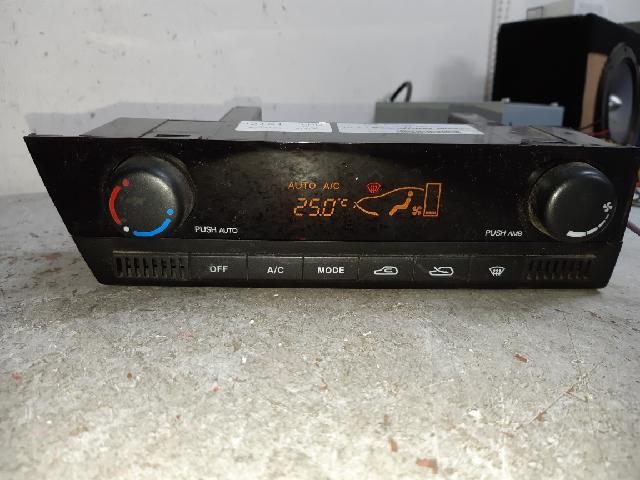 AUTO A/C
25.0°C
PUSH AUTO
PUSH AMB
OFF A/C MODE